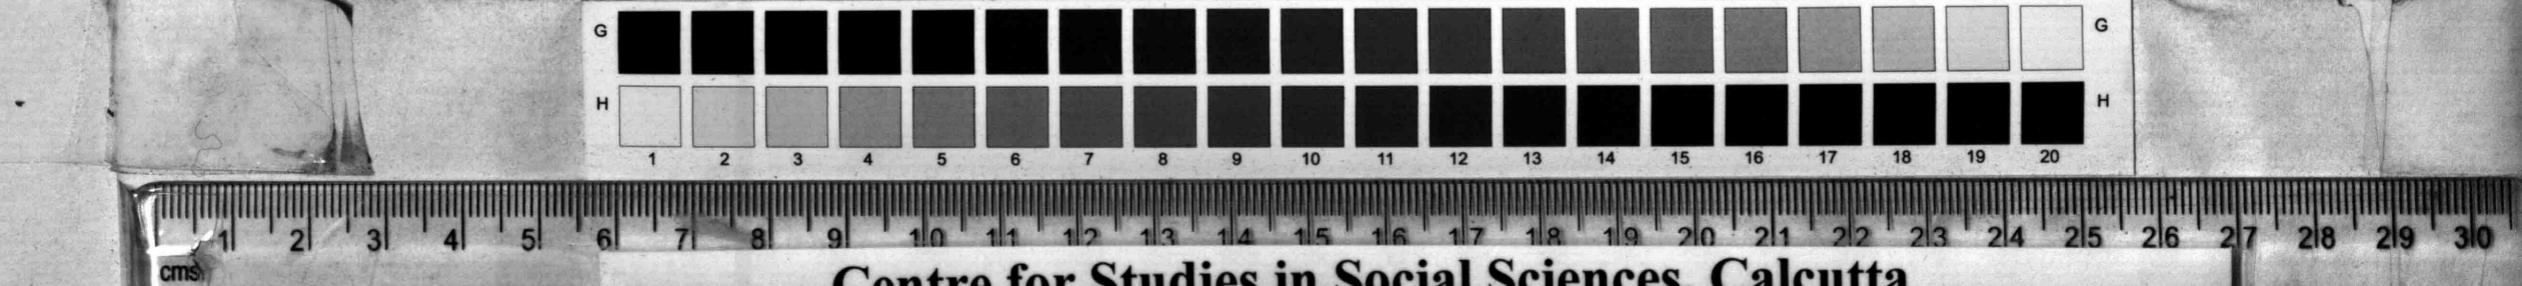 G G
H H
1 2 3 4 5 6 7 8 9 10 11 12 13 14 15 16 17 18 19 20
1 2 3 4 5 6 7 8 9 10 11 12 13 14 15 16 17 18 19 20 21 22 23 24 25 26 27 28 29 30
cms
Centre for Studies in Social Sciences, Calcutta